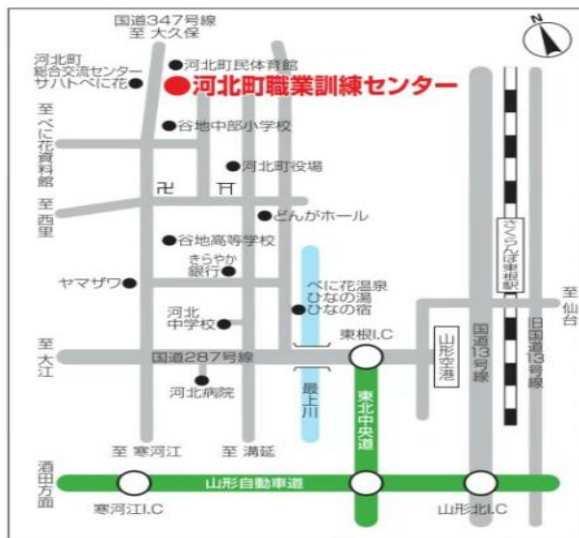 国道347号線
至 大久保
N
河北町
総合交流センター
サハトべに花
河北町民体育館
河北町職業訓練センター
至 べに花資料館
谷地中部小学校
河北町役場
至 西里
どんがホール
谷地高等学校
きらやか
銀行
ヤマザワ
べに花温泉
ひなの湯
ひなの宿
さくらんぼ東根駅
至 仙台
河北
中学校
東根I.C
至 大江
国道287号線
山形空港
国道13号線
旧国道13号線
河北病院
最上川
東北中央道
至 寒河江
至 溝延
酒田方面
山形自動車道
寒河江I.C
山形北I.C